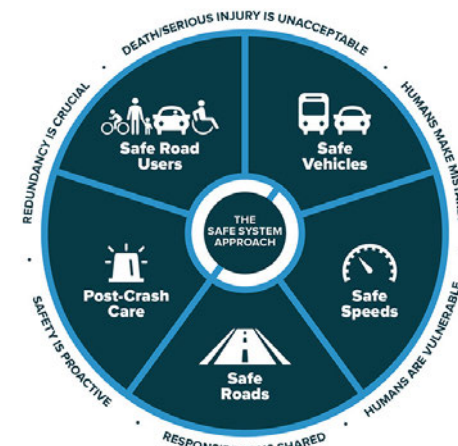 DEATH/SERIOUS INJURY IS UNACCEPTABLE
HUMANS MAKE
HUMANS ARE VULNERABLE
SHARED
SAFETY IS PROACTIVE
REDUNDANCY IS CRUCIAL
Safe Road
Users
Safe
Vehicles
THE
SAFE SYSTEM
APPROACH
Post-Crash
Care
Safe
Speeds
Safe
Roads